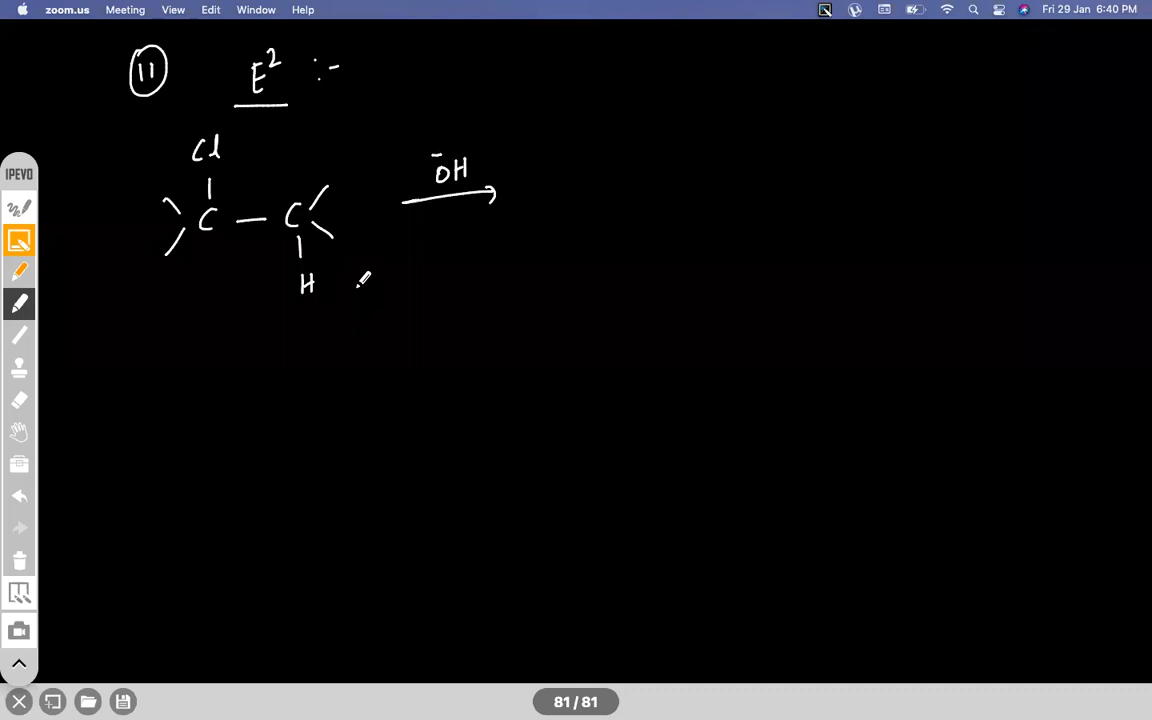 zoom.us Meeting View Edit Window Help Fri 29 Jan 6:40 PM
11 E² :-
Cl
ŌH
C — C
H
IPEVO
81 / 81